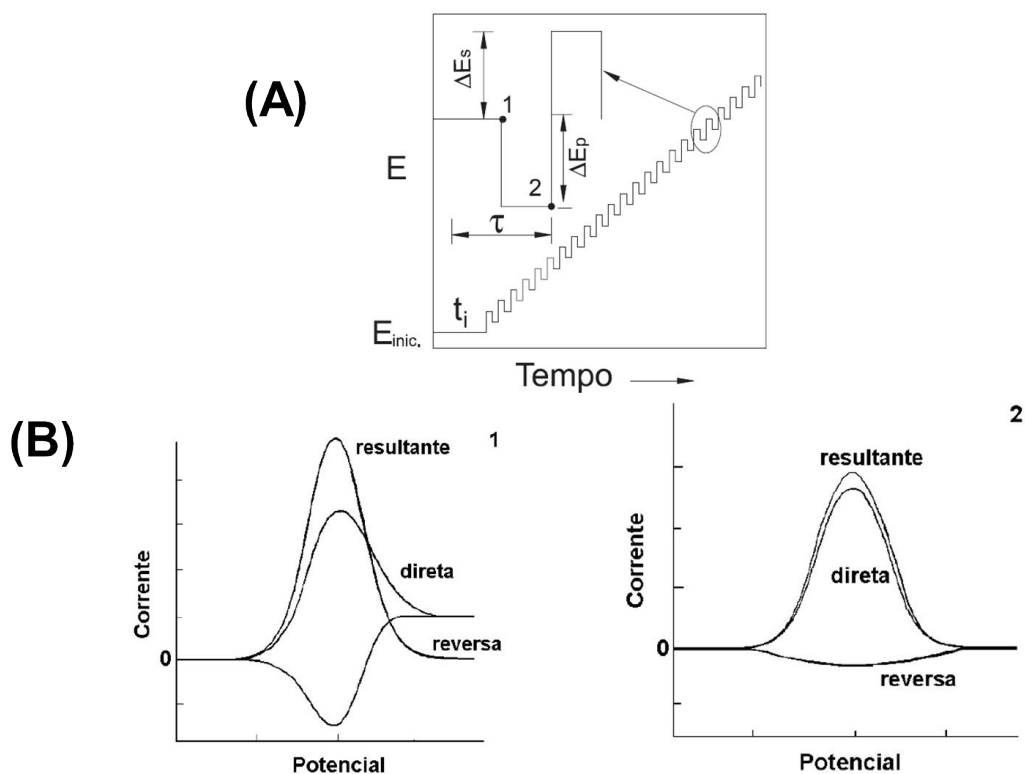 (A)
ΔEs
1
E
2
ΔEp
τ
ti
Einic.
Tempo
(B)
1
resultante
direta
reversa
0
Corrente
Potencial
2
resultante
direta
reversa
0
Corrente
Potencial